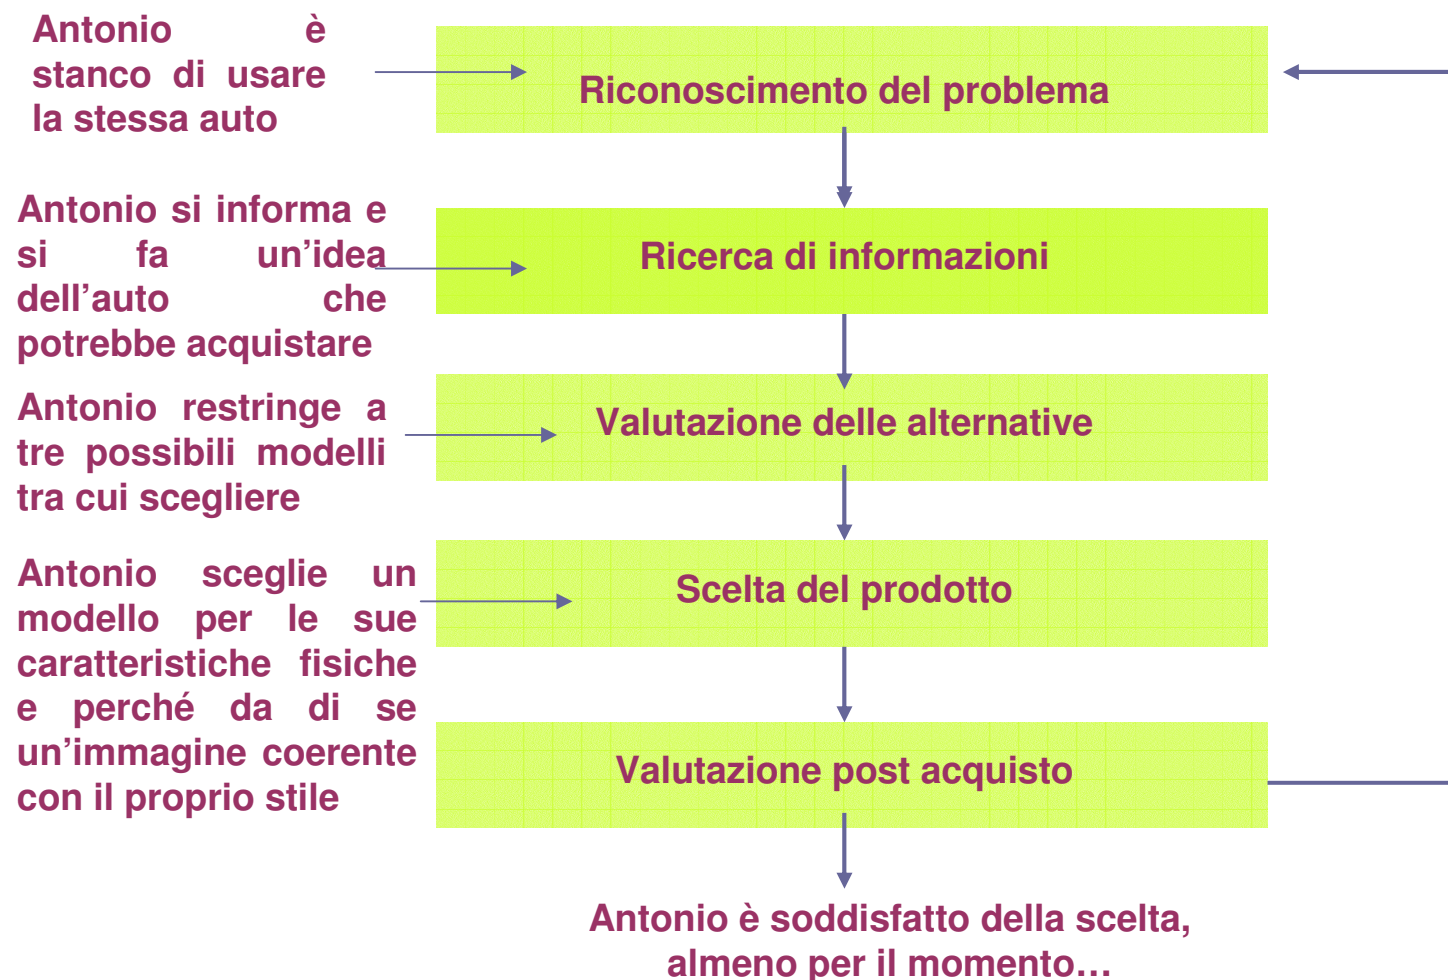 Antonio è
stanco di usare
la stessa auto
Riconoscimento del problema
Antonio si informa e
si fa un’idea
dell’auto che
potrebbe acquistare
Ricerca di informazioni
Antonio restringe a
tre possibili modelli
tra cui scegliere
Valutazione delle alternative
Antonio sceglie un
modello per le sue
caratteristiche fisiche
e perché da di se
un’immagine coerente
con il proprio stile
Scelta del prodotto
Valutazione post acquisto
Antonio è soddisfatto della scelta,
almeno per il momento…